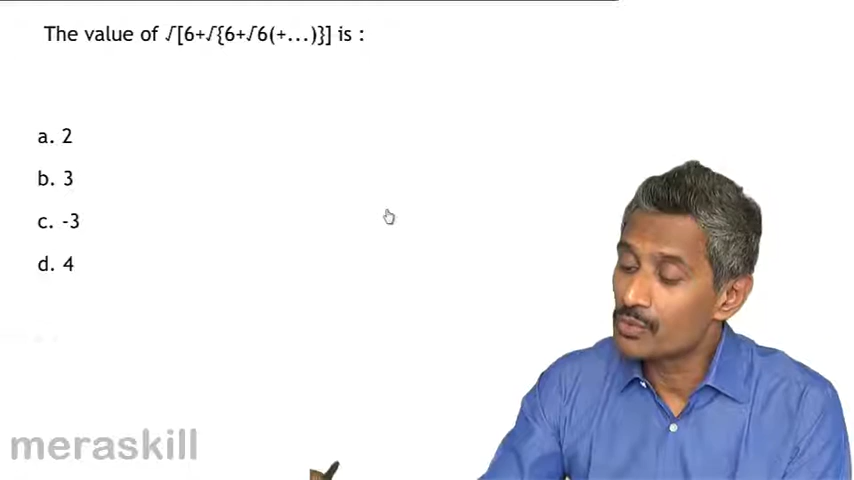 The value of √[6+√{6+√6(+...)}] is :
a. 2
b. 3
c. -3
d. 4
meraskill